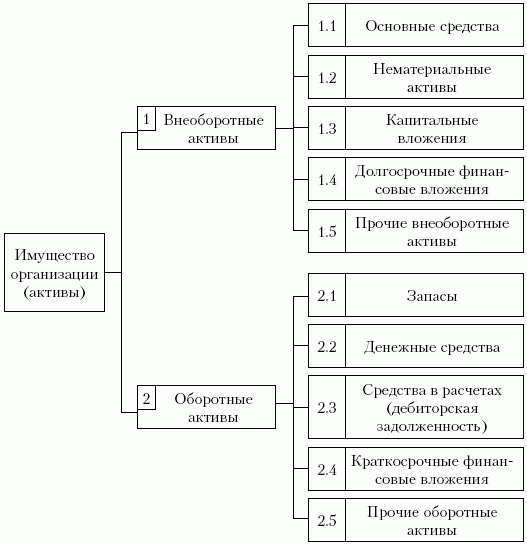 Имущество
организации
(активы)
1
Внеоборотные
активы
1.1
Основные средства
1.2
Нематериальные
активы
1.3
Капитальные
вложения
1.4
Долгосрочные финан-
совые вложения
1.5
Прочие внеоборотные
активы
2
Оборотные
активы
2.1
Запасы
2.2
Денежные средства
2.3
Средства в расчетах
(дебиторская
задолженность)
2.4
Краткосрочные финан-
совые вложения
2.5
Прочие оборотные
активы